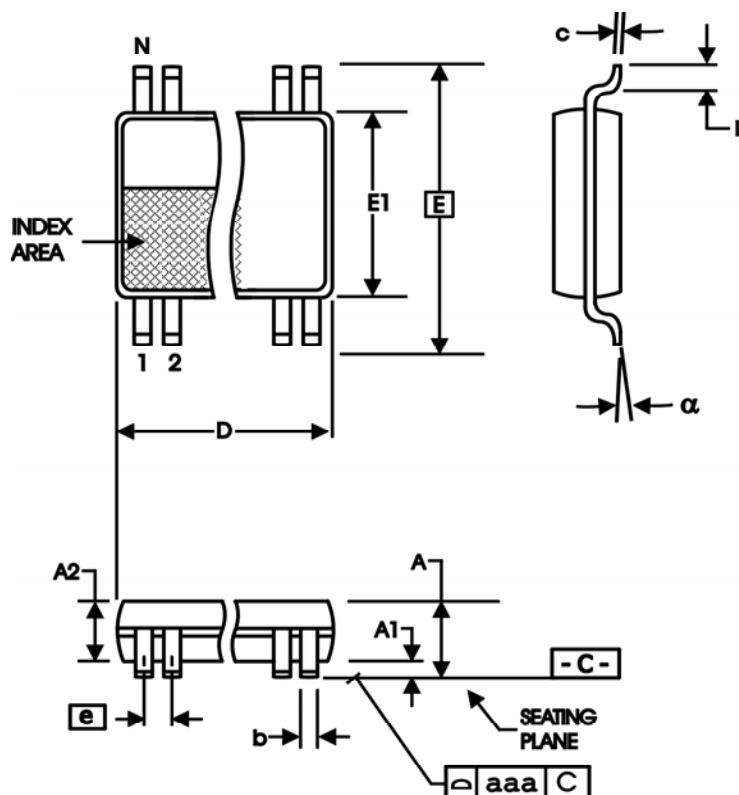 N
c
E1
E
INDEX
AREA
1 2
α
D
A2
A
A1
-C-
e
b
SEATING
PLANE
aaa C